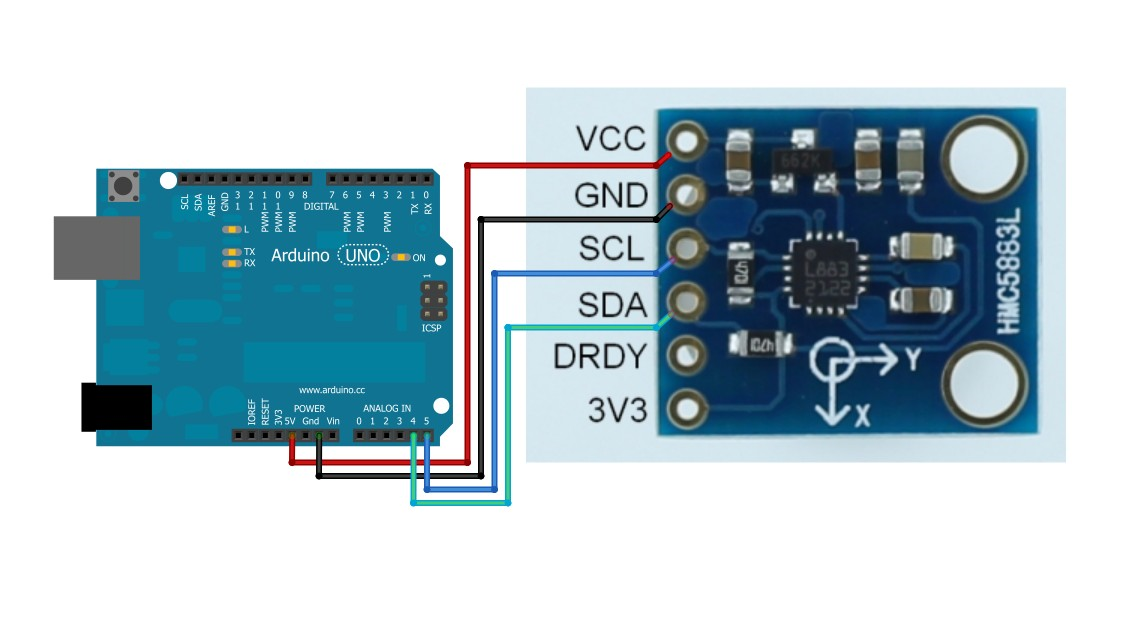 VCC
GND
SCL
SDA
DRDY
3V3
662K
L883
2122
HMC5883L
Y
X
SCL
SDA
AREF
GND
13
12
PWM 11
PWM 10
PWM 9
8
DIGITAL
7
PWM 6
PWM 5
4
PWM 3
2
TX 1
RX 0
L
TX
RX
Arduino UNO
ON
1
ICSP
www.arduino.cc
POWER
ANALOG IN
IOREF
RESET
3V3
5V Gnd Vin
0 1 2 3 4 5